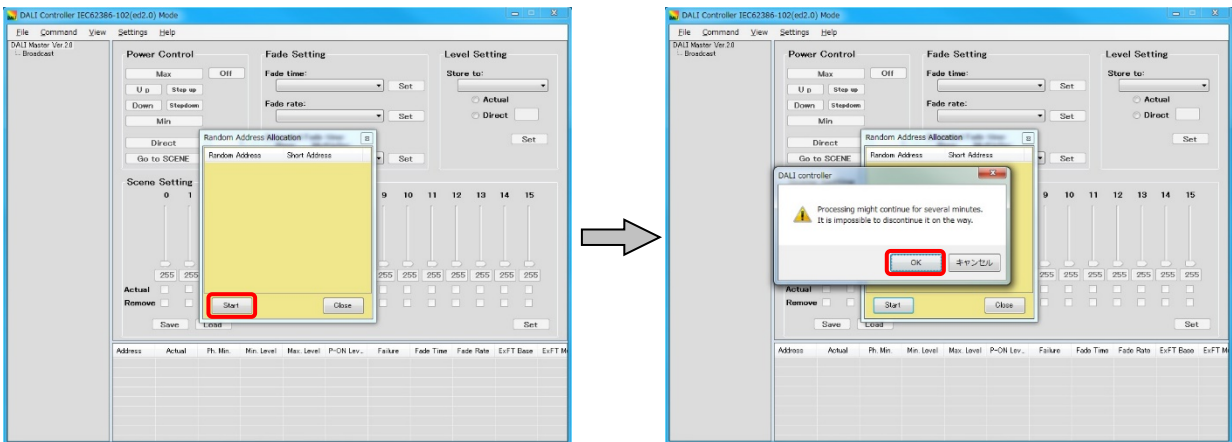 DALI Controller IEC62386-102(ed2.0) Mode
File Command View Settings Help
DALI Master Ver.2.0
Broadcast
Power Control
Fade Setting
Level Setting
Max Off
Fade time:
Store to:
Up Step up
Set
Actual
Down Stepdown
Fade rate:
Direct
Min
Set
Random Address Allocation
Set
Direct
Random Address Short Address
Go to SCENE
Set
Scene Setting
0 1 9 10 11 12 13 14 15
255 255 255 255 255 255 255 255 255
Actual
Remove
Start Close
Save Load Set
Address Actual Ph. Min. Min. Level Max. Level P-ON Lev.. Failure Fade Time Fade Rate ExFT Base ExFT M
DALI Controller IEC62386-102(ed2.0) Mode
File Command View Settings Help
DALI Master Ver.2.0
Broadcast
Power Control
Fade Setting
Level Setting
Max Off
Fade time:
Store to:
Up Step up
Set
Actual
Down Stepdown
Fade rate:
Direct
Min
Set
Random Address Allocation
Set
Direct
Random Address Short Address
Go to SCENE
Set
DALI controller
9 10 11 12 13 14 15
Processing might continue for several minutes.
It is impossible to discontinue it on the way.
OK キャンセル
255 255 255 255 255 255 255
Actual
Remove
Start Close
Save Load Set
Address Actual Ph. Min. Min. Level Max. Level P-ON Lev.. Failure Fade Time Fade Rate ExFT Base ExFT M